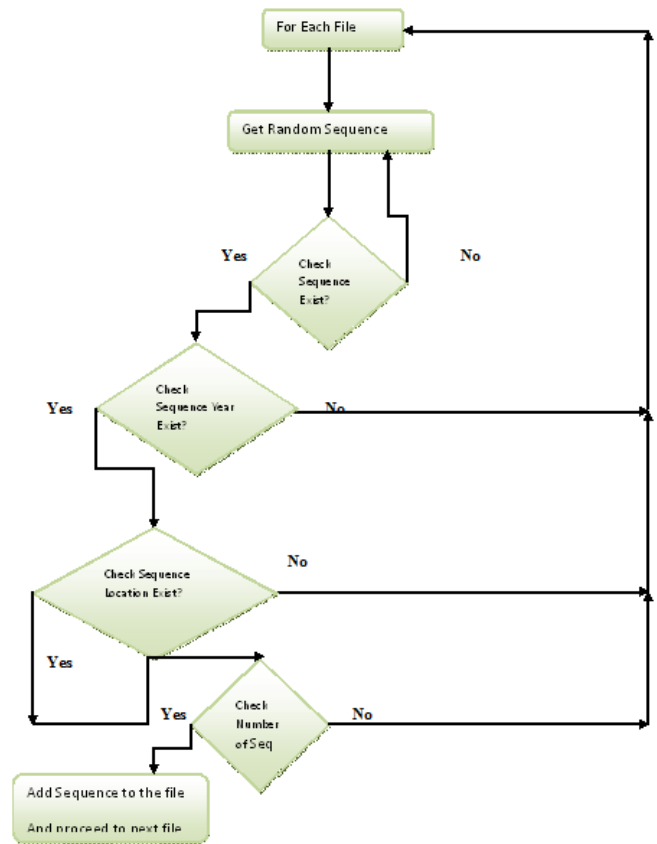 For Each File
Get Random Sequence
Yes
No
Check
Sequence
Exist?
Check
Sequence Year
Exist?
Yes
No
Check Sequence
Location Exist?
No
Yes
Check
Number
of Seq
Yes
No
Add Sequence to the file
And proceed to next file